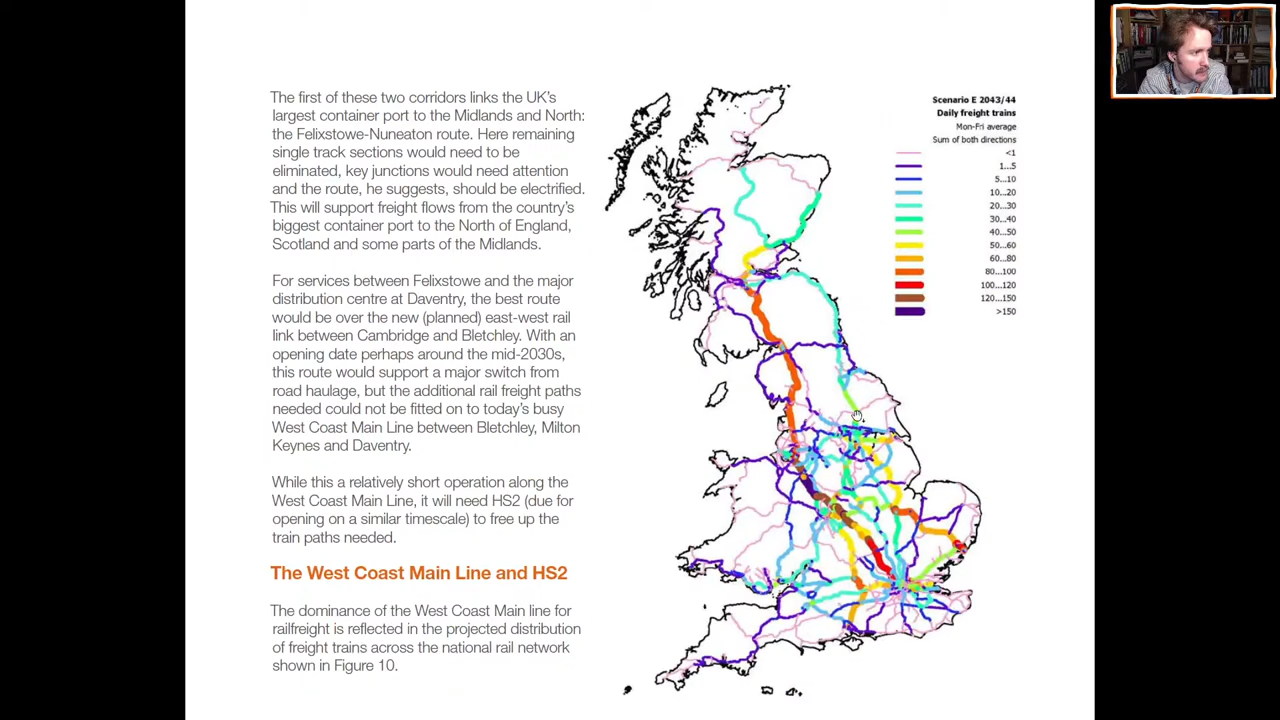 The first of these two corridors links the UK's
largest container port to the Midlands and North:
the Felixstowe-Nuneaton route. Here remaining
single track sections would need to be
eliminated, key junctions would need attention
and the route, he suggests, should be electrified.
This will support freight flows from the country's
biggest container port to the North of England,
Scotland and some parts of the Midlands.
For services between Felixstowe and the major
distribution centre at Daventry, the best route
would be over the new (planned) east-west rail
link between Cambridge and Bletchley. With an
opening date perhaps around the mid-2030s,
this route would support a major switch from
road haulage, but the additional rail freight paths
needed could not be fitted on to today's busy
West Coast Main Line between Bletchley, Milton
Keynes and Daventry.
While this a relatively short operation along the
West Coast Main Line, it will need HS2 (due for
opening on a similar timescale) to free up the
train paths needed.
The West Coast Main Line and HS2
The dominance of the West Coast Main line for
railfreight is reflected in the projected distribution
of freight trains across the national rail network
shown in Figure 10.
Scenario E 2043/44
Daily freight trains
Mon-Fri average
Sum of both directions
<1
1...5
5...10
10...20
20...30
30...40
40...50
50...60
60...80
80...100
100...120
120...150
>150